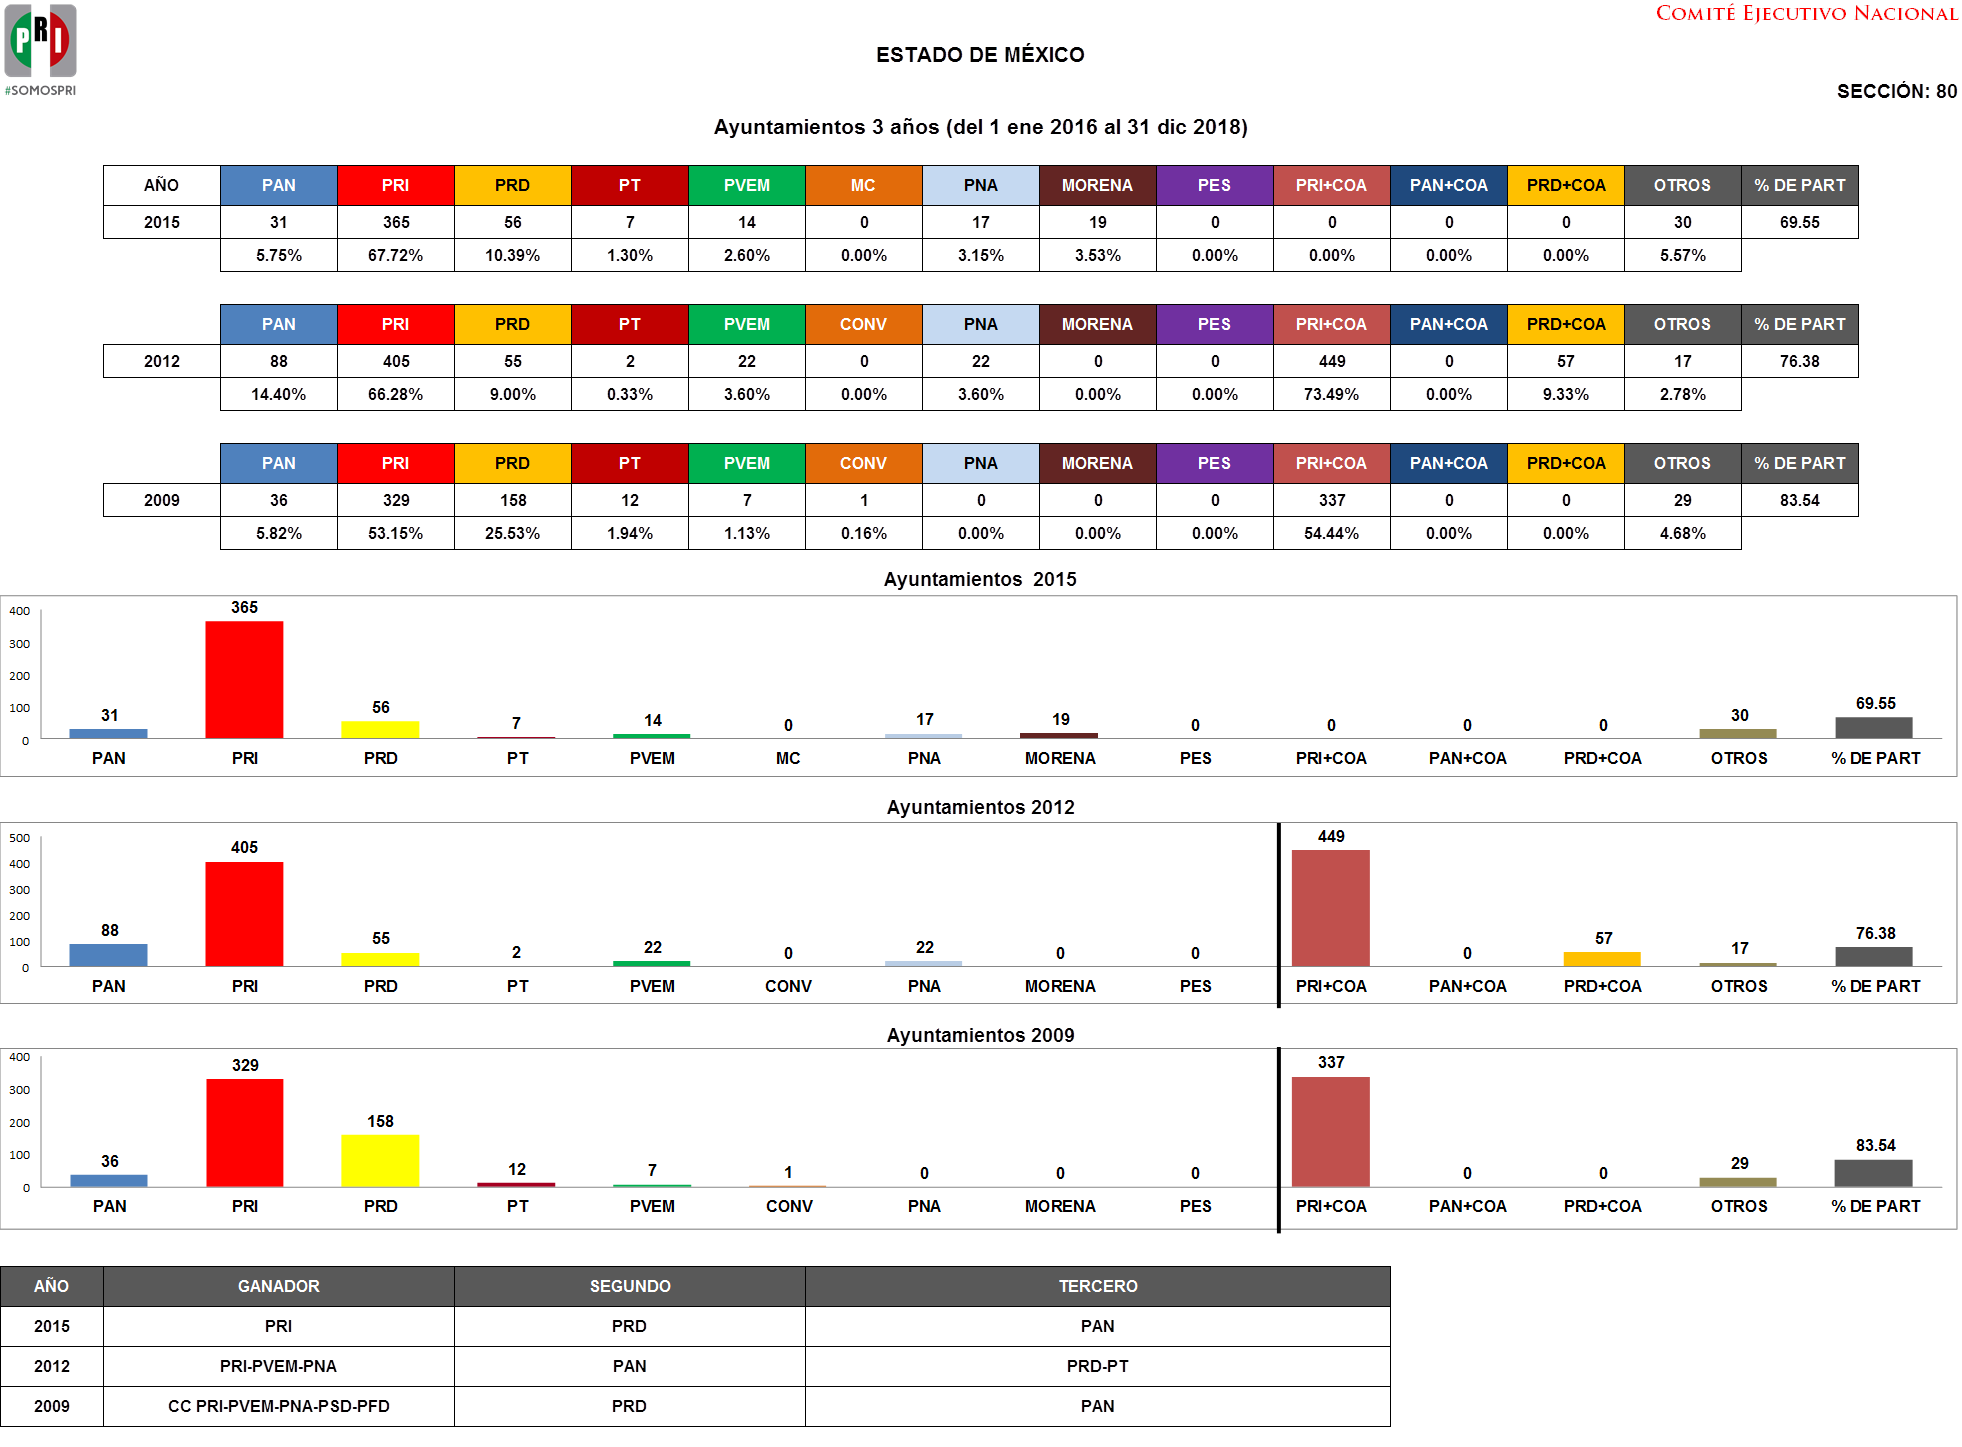 PRI
#SOMOSPRI
COMITÉ EJECUTIVO NACIONAL
ESTADO DE MÉXICO
SECCIÓN: 80
Ayuntamientos 3 años (del 1 ene 2016 al 31 dic 2018)
AÑO PAN PRI PRD PT PVEM MC PNA MORENA PES PRI+COA PAN+COA PRD+COA OTROS % DE PART
2015 31 365 56 7 14 0 17 19 0 0 0 0 30 69.55
5.75% 67.72% 10.39% 1.30% 2.60% 0.00% 3.15% 3.53% 0.00% 0.00% 0.00% 0.00% 5.57%
PAN PRI PRD PT PVEM CONV PNA MORENA PES PRI+COA PAN+COA PRD+COA OTROS % DE PART
2012 88 405 55 2 22 0 22 0 0 449 0 57 17 76.38
14.40% 66.28% 9.00% 0.33% 3.60% 0.00% 3.60% 0.00% 0.00% 73.49% 0.00% 9.33% 2.78%
PAN PRI PRD PT PVEM CONV PNA MORENA PES PRI+COA PAN+COA PRD+COA OTROS % DE PART
2009 36 329 158 12 7 1 0 0 0 337 0 0 29 83.54
5.82% 53.15% 25.53% 1.94% 1.13% 0.16% 0.00% 0.00% 0.00% 54.44% 0.00% 0.00% 4.68%
Ayuntamientos 2015
400
300
200
100
0
31 365 56 7 14 0 17 19 0 0 0 0 30 69.55
PAN PRI PRD PT PVEM MC PNA MORENA PES PRI+COA PAN+COA PRD+COA OTROS % DE PART
Ayuntamientos 2012
500
400
300
200
100
0
88 405 55 2 22 0 22 0 0 449 0 57 17 76.38
PAN PRI PRD PT PVEM CONV PNA MORENA PES PRI+COA PAN+COA PRD+COA OTROS % DE PART
Ayuntamientos 2009
400
300
200
100
0
36 329 158 12 7 1 0 0 0 337 0 0 29 83.54
PAN PRI PRD PT PVEM CONV PNA MORENA PES PRI+COA PAN+COA PRD+COA OTROS % DE PART
AÑO GANADOR SEGUNDO TERCERO
2015 PRI PRD PAN
2012 PRI-PVEM-PNA PAN PRD-PT
2009 CC PRI-PVEM-PNA-PSD-PFD PRD PAN